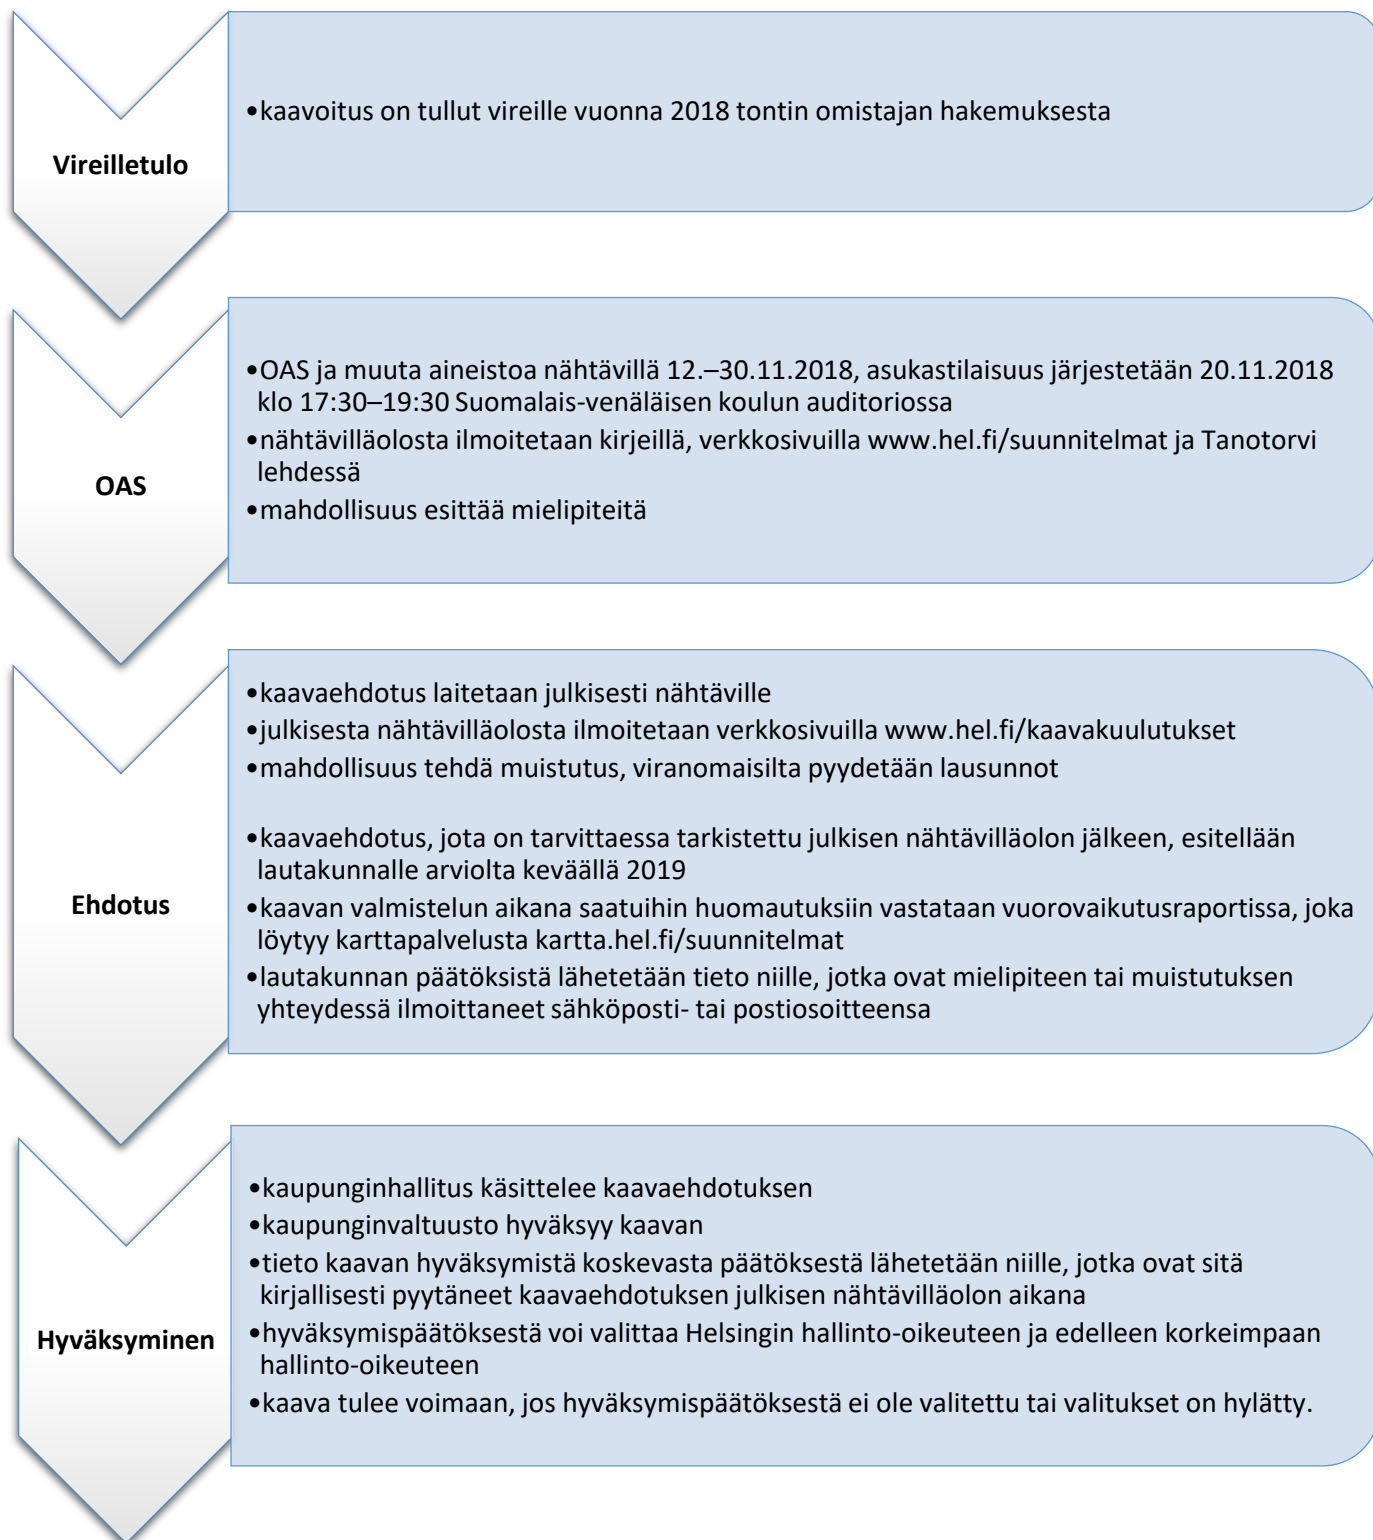 Vireilletulo
•kaavoitus on tullut vireille vuonna 2018 tontin omistajan hakemuksesta
OAS
•OAS ja muuta aineistoa nähtävillä 12.–30.11.2018, asukastilaisuus järjestetään 20.11.2018
klo 17:30–19:30 Suomalais-venäläisen koulun auditoriossa
•nähtävilläolosta ilmoitetaan kirjeillä, verkkosivuilla www.hel.fi/suunnitelmat ja Tanotorvi
lehdessä
•mahdollisuus esittää mielipiteitä
Ehdotus
•kaavaehdotus laitetaan julkisesti nähtäville
•julkisesta nähtävilläolosta ilmoitetaan verkkosivuilla www.hel.fi/kaavakuulutukset
•mahdollisuus tehdä muistutus, viranomaisilta pyydetään lausunnot
•kaavaehdotus, jota on tarvittaessa tarkistettu julkisen nähtävilläolon jälkeen, esitellään
lautakunnalle arviolta keväällä 2019
•kaavan valmistelun aikana saatuihin huomautuksiin vastataan vuorovaikutusraportissa, joka
löytyy karttapalvelusta kartta.hel.fi/suunnitelmat
•lautakunnan päätöksistä lähetetään tieto niille, jotka ovat mielipiteen tai muistutuksen
yhteydessä ilmoittaneet sähköposti- tai postiosoitteensa
Hyväksyminen
•kaupunginhallitus käsittelee kaavaehdotuksen
•kaupunginvaltuusto hyväksyy kaavan
•tieto kaavan hyväksymistä koskevasta päätöksestä lähetetään niille, jotka ovat sitä
kirjallisesti pyytäneet kaavaehdotuksen julkisen nähtävilläolon aikana
•hyväksymispäätöksestä voi valittaa Helsingin hallinto-oikeuteen ja edelleen korkeimpaan
hallinto-oikeuteen
•kaava tulee voimaan, jos hyväksymispäätöksestä ei ole valitettu tai valitukset on hylätty.